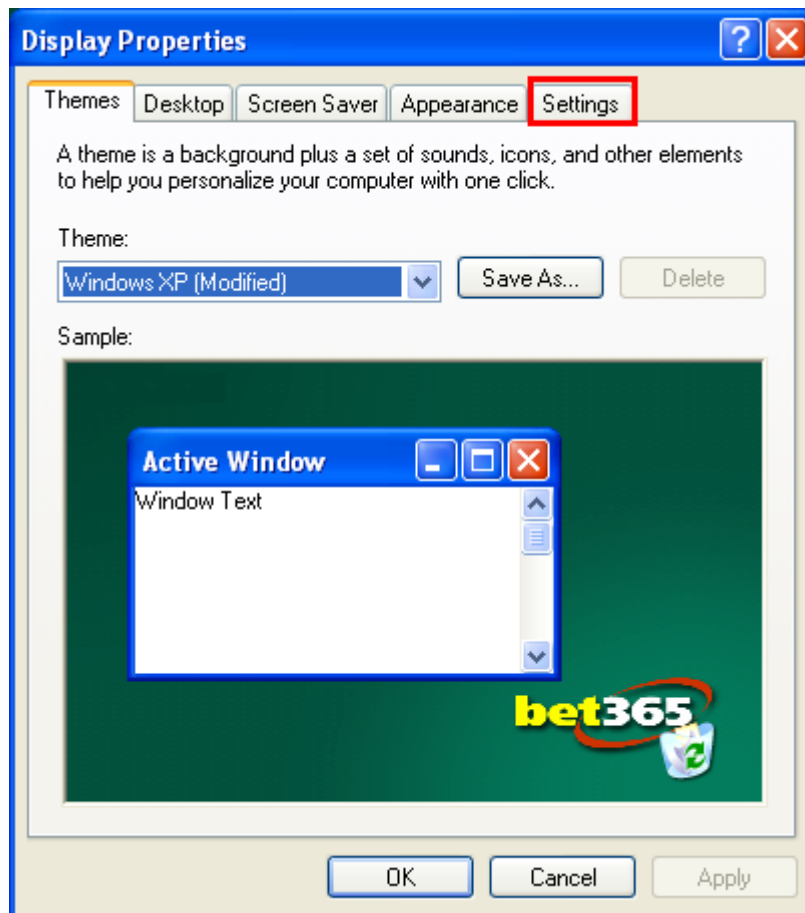 Display Properties
Themes Desktop Screen Saver Appearance Settings
A theme is a background plus a set of sounds, icons, and other elements
to help you personalize your computer with one click.
Theme:
Windows XP (Modified) Save As... Delete
Sample:
Active Window
Window Text
bet365
OK Cancel Apply